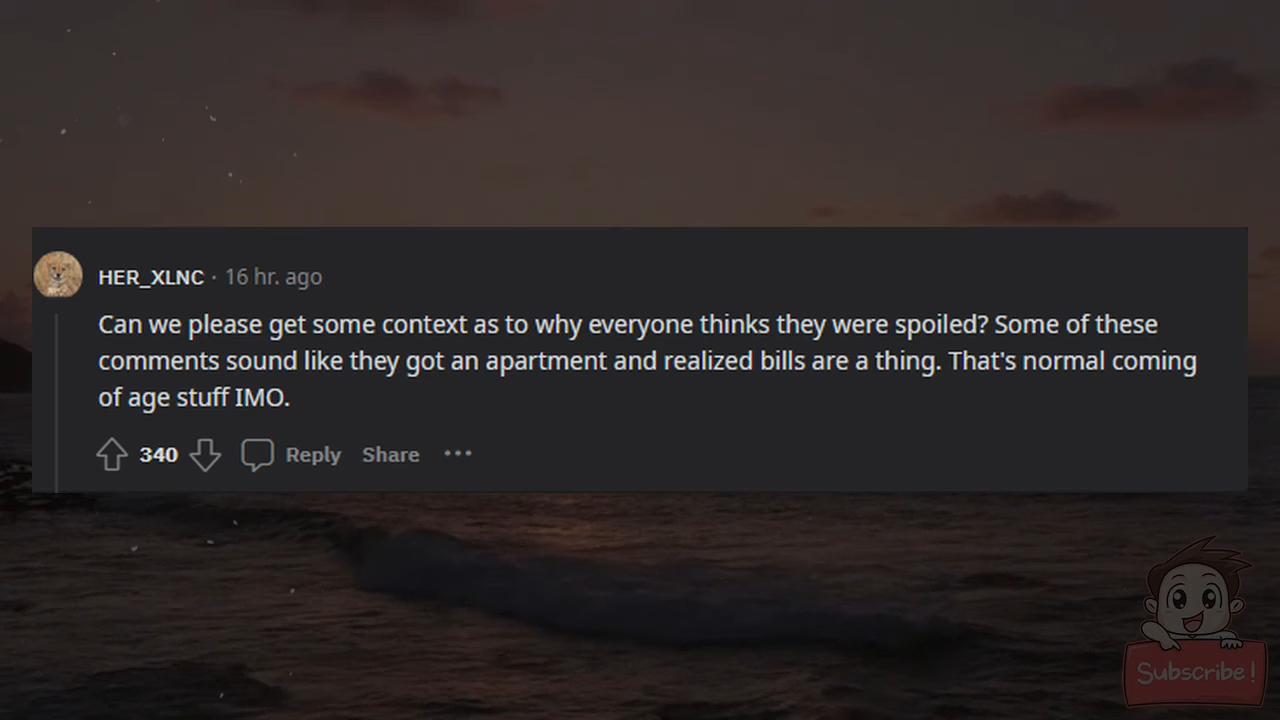 HER_XLNC · 16 hr. ago
Can we please get some context as to why everyone thinks they were spoiled? Some of these
comments sound like they got an apartment and realized bills are a thing. That's normal coming
of age stuff IMO.
340 Reply Share ···
Subscribe!